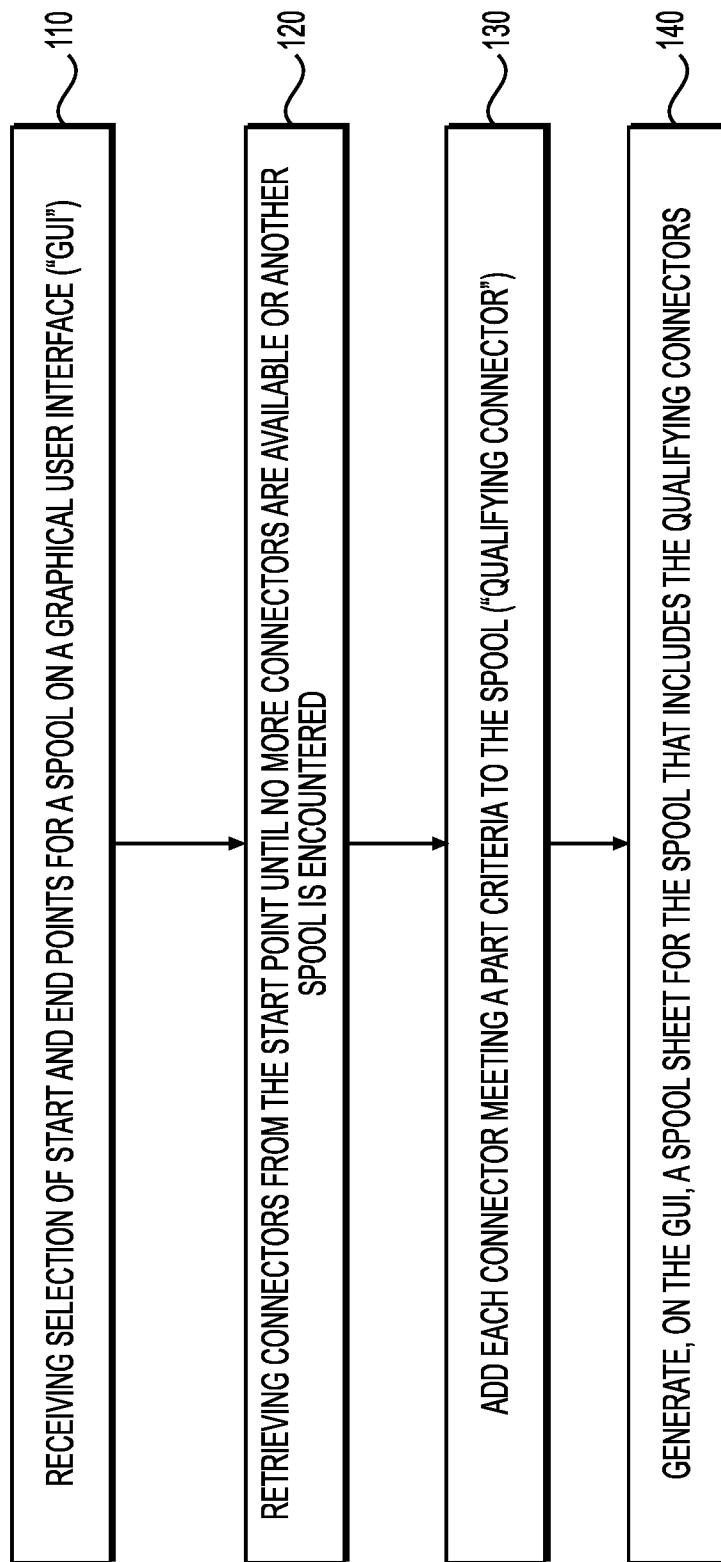 RECEIVING SELECTION OF START AND END POINTS FOR A SPOOL ON A GRAPHICAL USER INTERFACE (“GUI”)
110
RETRIEVING CONNECTORS FROM THE START POINT UNTIL NO MORE CONNECTORS ARE AVAILABLE OR ANOTHER
SPOOL IS ENCOUNTERED
120
ADD EACH CONNECTOR MEETING A PART CRITERIA TO THE SPOOL (“QUALIFYING CONNECTOR”)
130
GENERATE, ON THE GUI, A SPOOL SHEET FOR THE SPOOL THAT INCLUDES THE QUALIFYING CONNECTORS
140